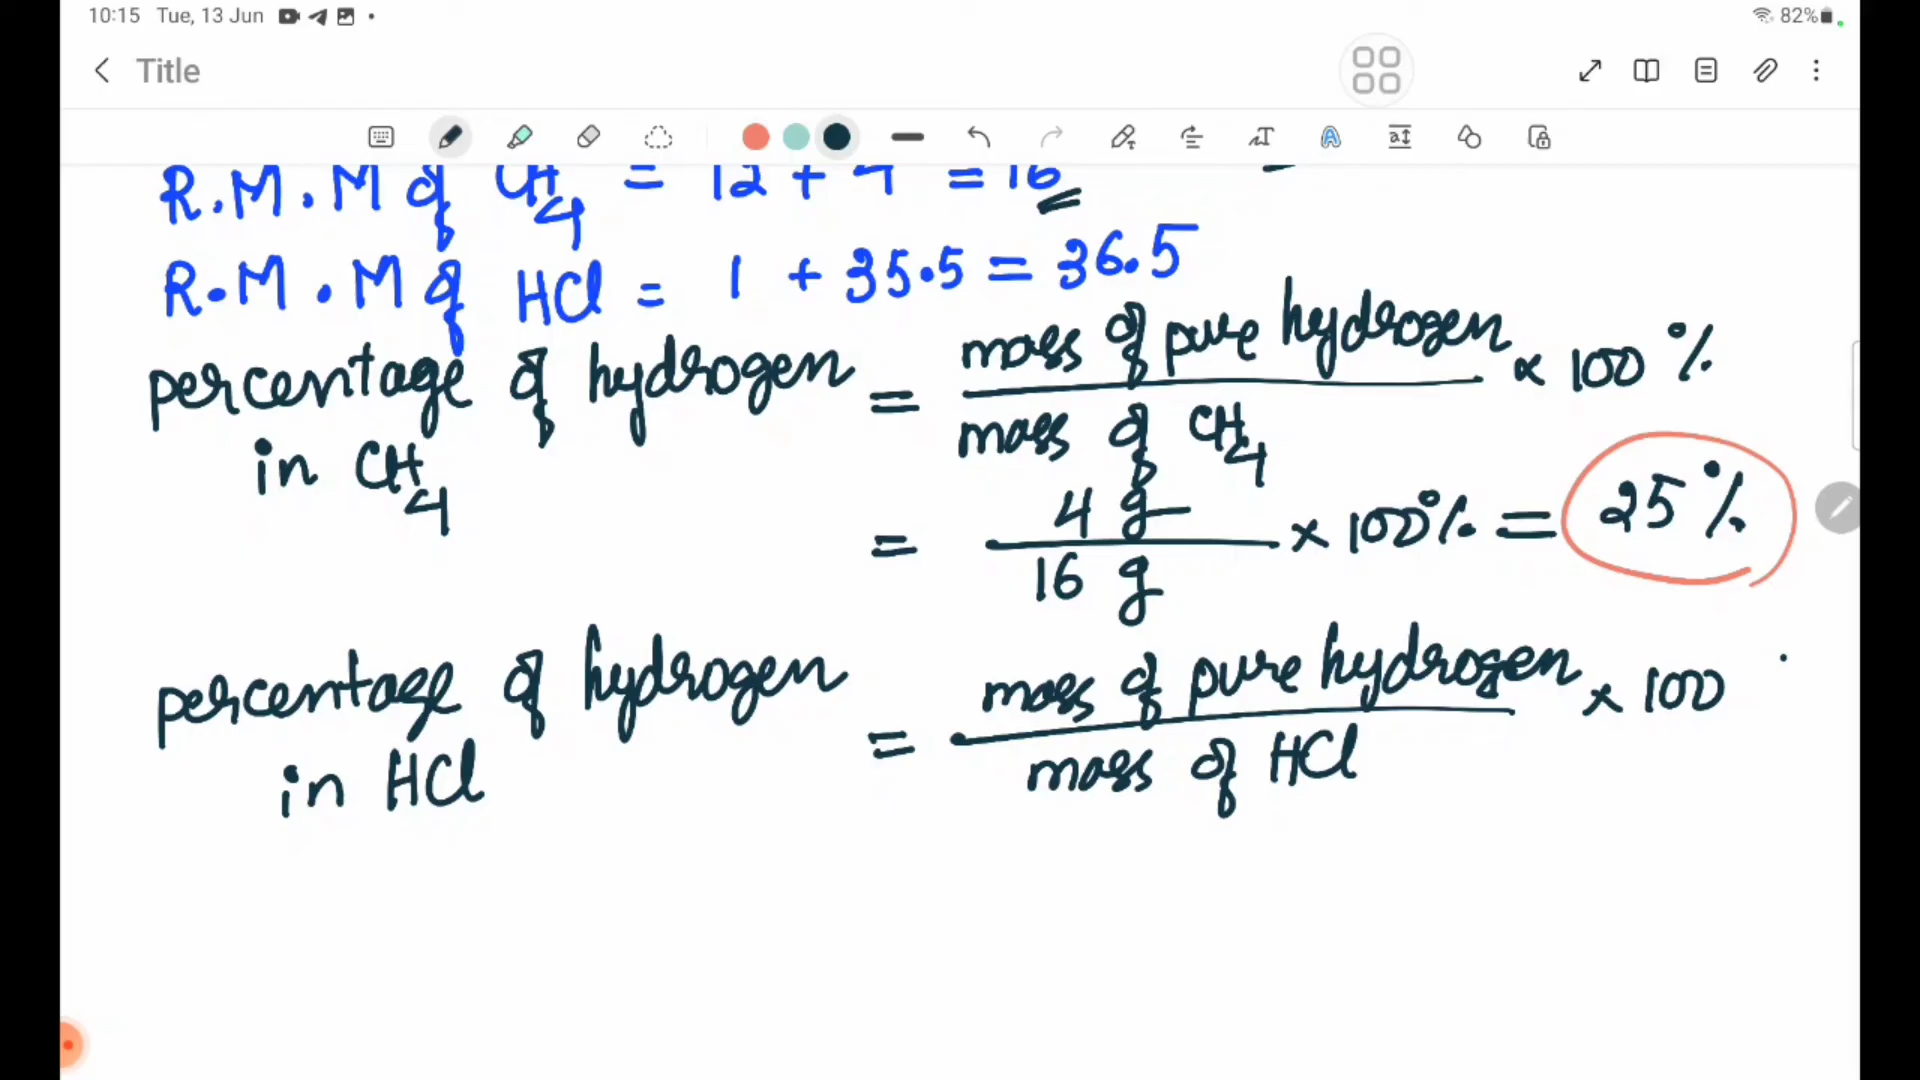 10:15 Tue, 13 Jun
82%
Title
R.M.M of CH4 = 12 + 4 = 16
R.M.M of HCl = 1 + 35.5 = 36.5
percentage of hydrogen in CH4 = mass of pure hydrogen / mass of CH4 × 100 %
= 4 g / 16 g × 100% = 25 %
percentage of hydrogen in HCl = mass of pure hydrogen / mass of HCl × 100